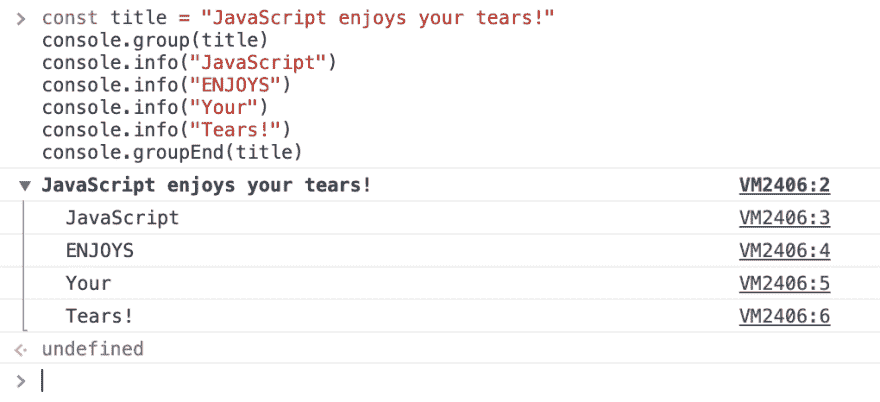 const title = "JavaScript enjoys your tears!"
console.group(title)
console.info("JavaScript")
console.info("ENJOYS")
console.info("Your")
console.info("Tears!")
console.groupEnd(title)
JavaScript enjoys your tears! VM2406:2
JavaScript VM2406:3
ENJOYS VM2406:4
Your VM2406:5
Tears! VM2406:6
undefined